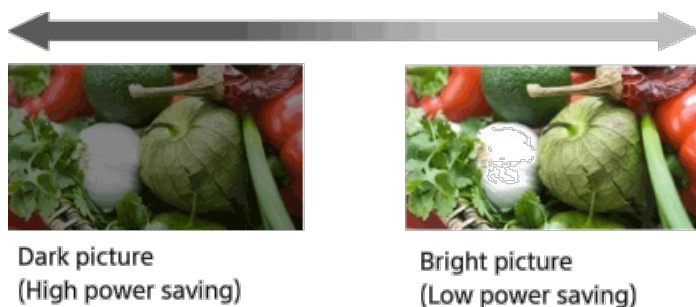 Dark picture
(High power saving)
Bright picture
(Low power saving)